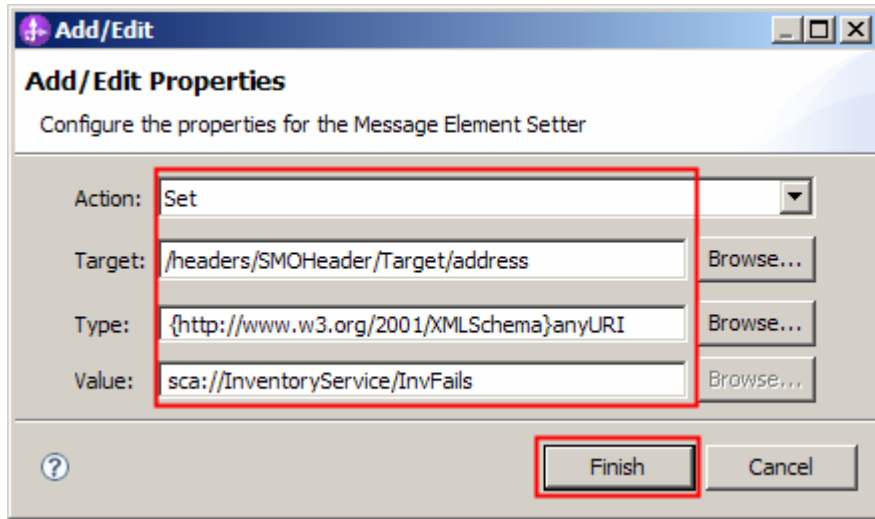 Add/Edit
Add/Edit Properties
Configure the properties for the Message Element Setter
Action: Set
Target: /headers/SMOHeader/Target/address Browse...
Type: {http://www.w3.org/2001/XMLSchema}anyURI Browse...
Value: sca://InventoryService/InvFails Browse...
? Finish Cancel